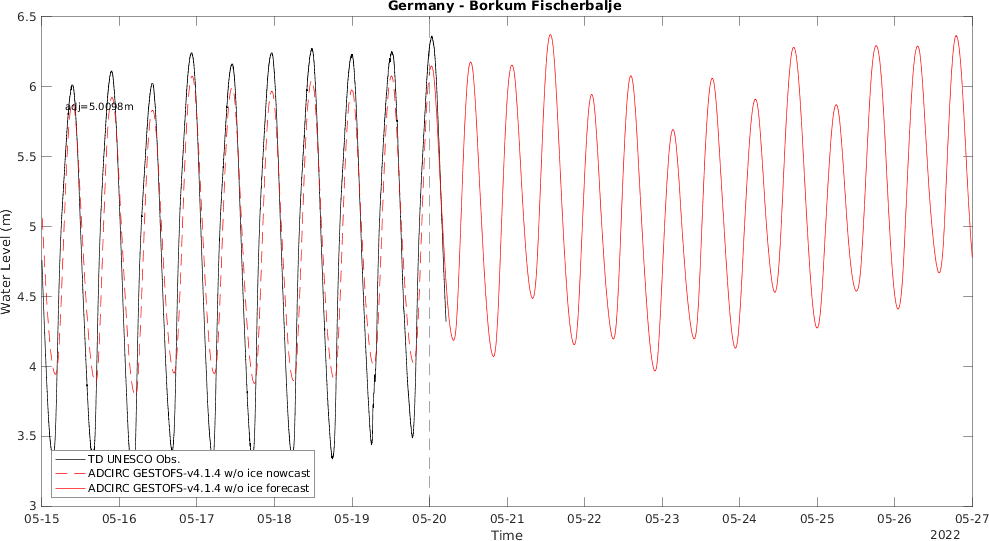 Germany - Borkum Fischerbalje
6.5
6
5.5
5
4.5
4
3.5
3
Water Level (m)
adj=5.0098m
TD UNESCO Obs.
ADCIRC GESTOFS-v4.1.4 w/o ice nowcast
ADCIRC GESTOFS-v4.1.4 w/o ice forecast
05-15 05-16 05-17 05-18 05-19 05-20 05-21 05-22 05-23 05-24 05-25 05-26 05-27
Time
2022